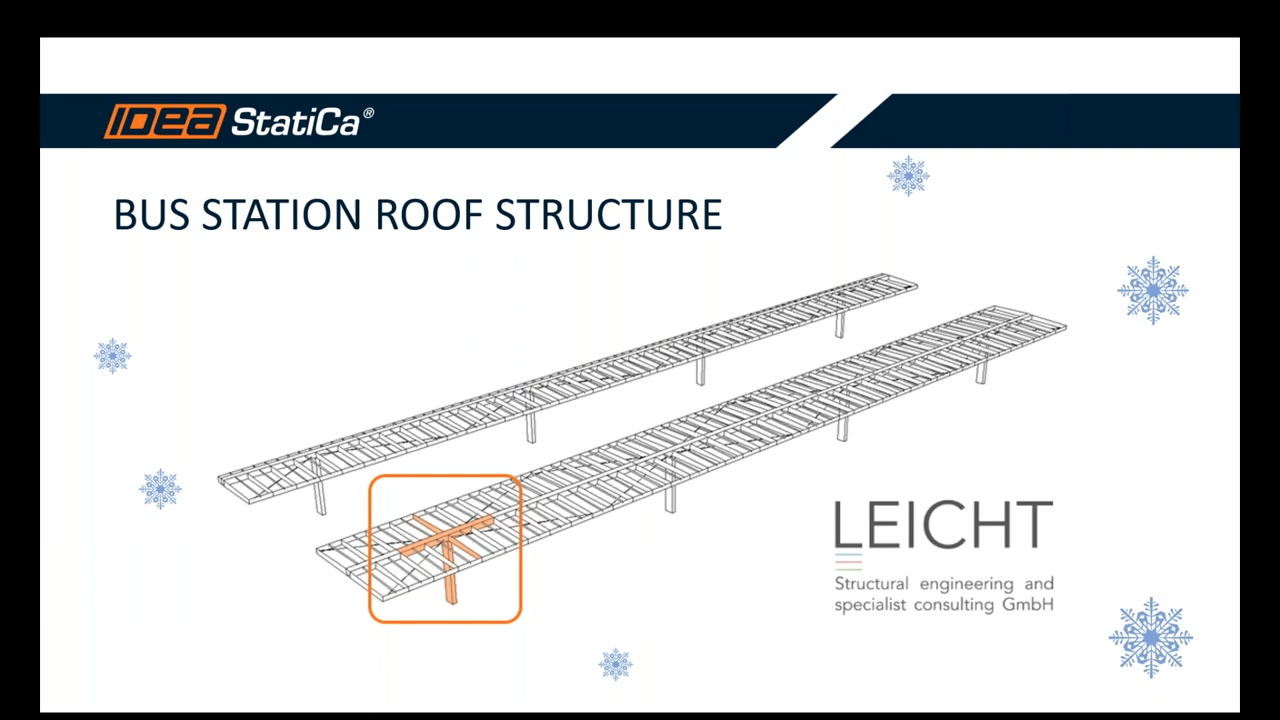 IDEA StatiCa®
BUS STATION ROOF STRUCTURE
LEICHT
Structural engineering and
specialist consulting GmbH